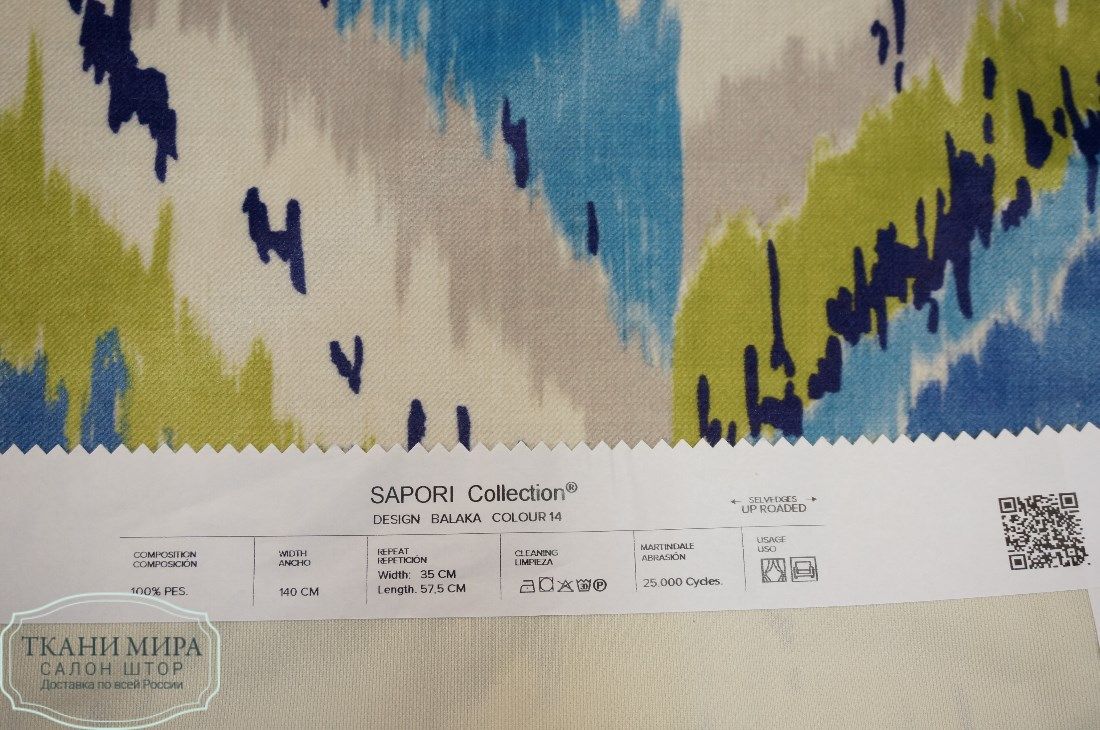 SAPORI Collection®
DESIGN BALAKA COLOUR 14
← SELVEDGES →
UP ROADED
COMPOSITION
COMPOSICIÓN
100% PES.
WIDTH
ANCHO
140 CM
REPEAT
REPETICIÓN
Width: 35 CM
Length. 57,5 CM
CLEANING
LIMPIEZA
MARTINDALE
ABRASIÓN
25.000 Cycles.
USAGE
USO
ТКАНИ МИРА
САЛОН ШТОР
Доставка по всей России